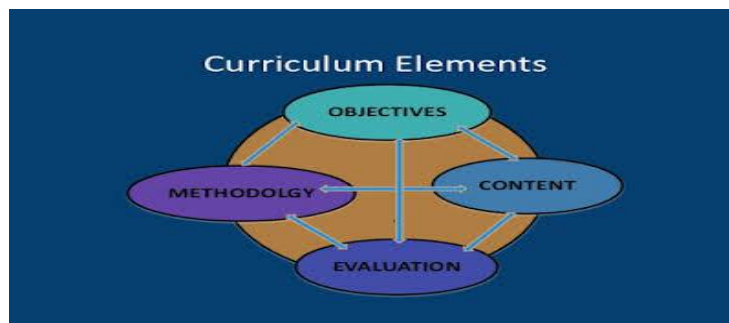 Curriculum Elements
OBJECTIVES
METHODOLGY
CONTENT
EVALUATION